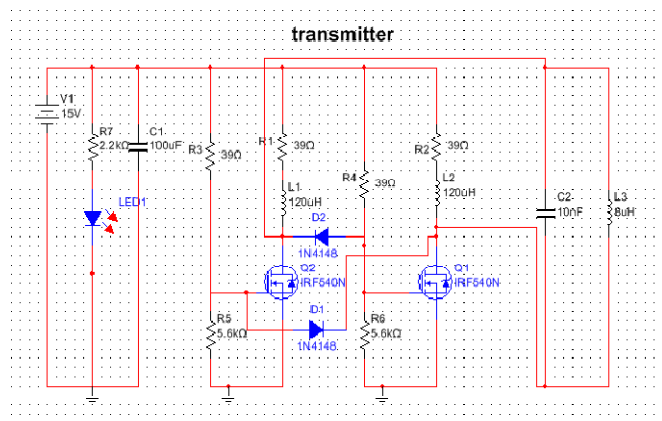 transmitter
V1
15V
R7
2.2kΩ
C1
100uF
R3
39Ω
R1
39Ω
R4
39Ω
R2
39Ω
L1
120uH
L2
120uH
LED1
D2
1N4148
C2
10nF
L3
8uH
Q2
IRF540N
Q1
IRF540N
R5
5.6kΩ
D1
1N4148
R6
5.6kΩ